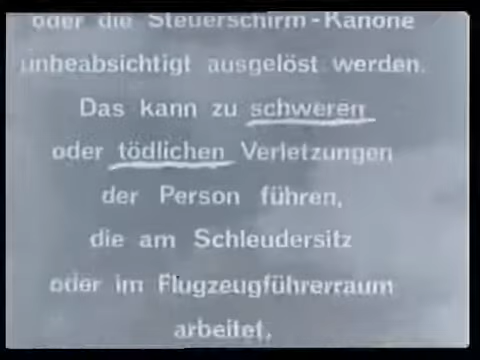 oder die Steuerschirm-Kanone
unbeabsichtigt ausgelöst werden.
Das kann zu schweren
oder tödlichen Verletzungen
der Person führen,
die am Schleudersitz
oder im Flugzeugführerraum
arbeitet.